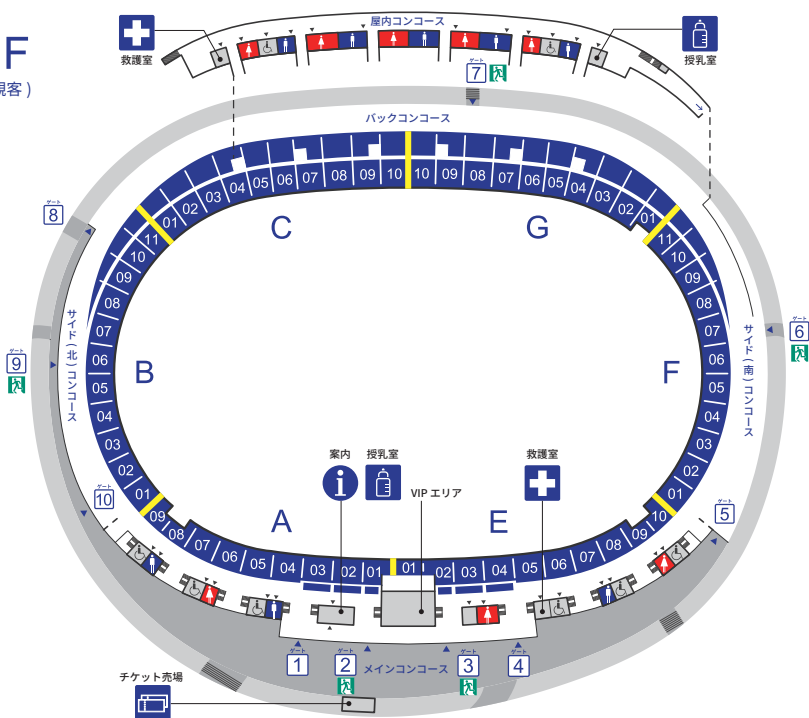 F
観客)
屋内コンコース
救護室
授乳室
ゲート
7
バックコンコース
01 02 03 04 05 06 07 08 09 10
10 09 08 07 06 05 04 03 02 01
C
G
ゲート
8
11
10
09
08
07
06
05
04
03
02
01
B
11
10
09
08
07
06
05
04
03
02
01
F
サイド(北)コンコース
サイド(南)コンコース
ゲート
6
ゲート
9
ゲート
10
ゲート
5
案内
授乳室
VIP エリア
救護室
A
E
09 08 07 06 05 04 03 02 01
01 02 03 04 05 06 07 08 09 10
ゲート
1
ゲート
2
メインコンコース
ゲート
3
ゲート
4
チケット売場